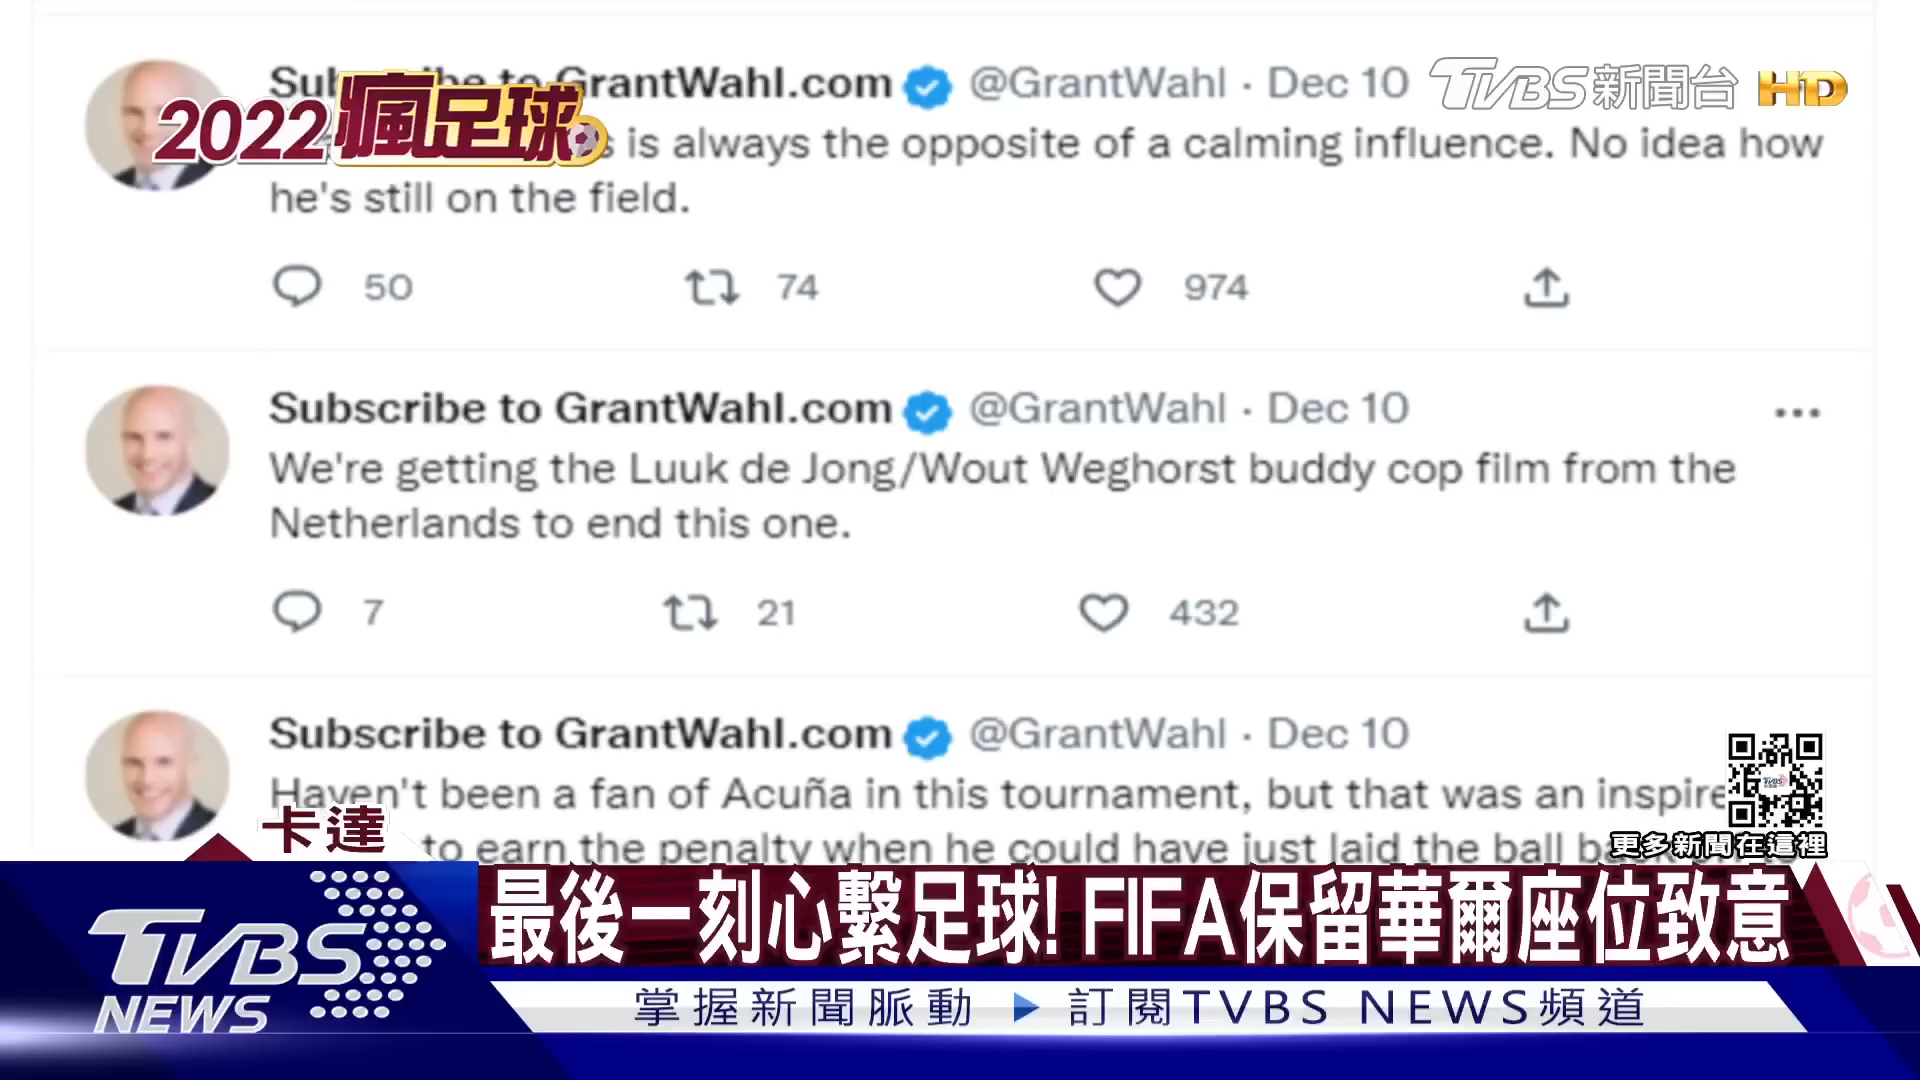 Subscribe to GrantWahl.com @GrantWahl · Dec 10
TVBS新聞台 HD
2022瘋足球
is always the opposite of a calming influence. No idea how
he's still on the field.
50 74 974
Subscribe to GrantWahl.com @GrantWahl · Dec 10
We're getting the Luuk de Jong/Wout Weghorst buddy cop film from the
Netherlands to end this one.
7 21 432
Subscribe to GrantWahl.com @GrantWahl · Dec 10
Haven't been a fan of Acuña in this tournament, but that was an inspire
to earn the penalty when he could have just laid the ball
更多新聞在這裡
卡達
最後一刻心繫足球! FIFA保留華爾座位致意
TVBS NEWS
掌握新聞脈動 ▶ 訂閱TVBS NEWS頻道